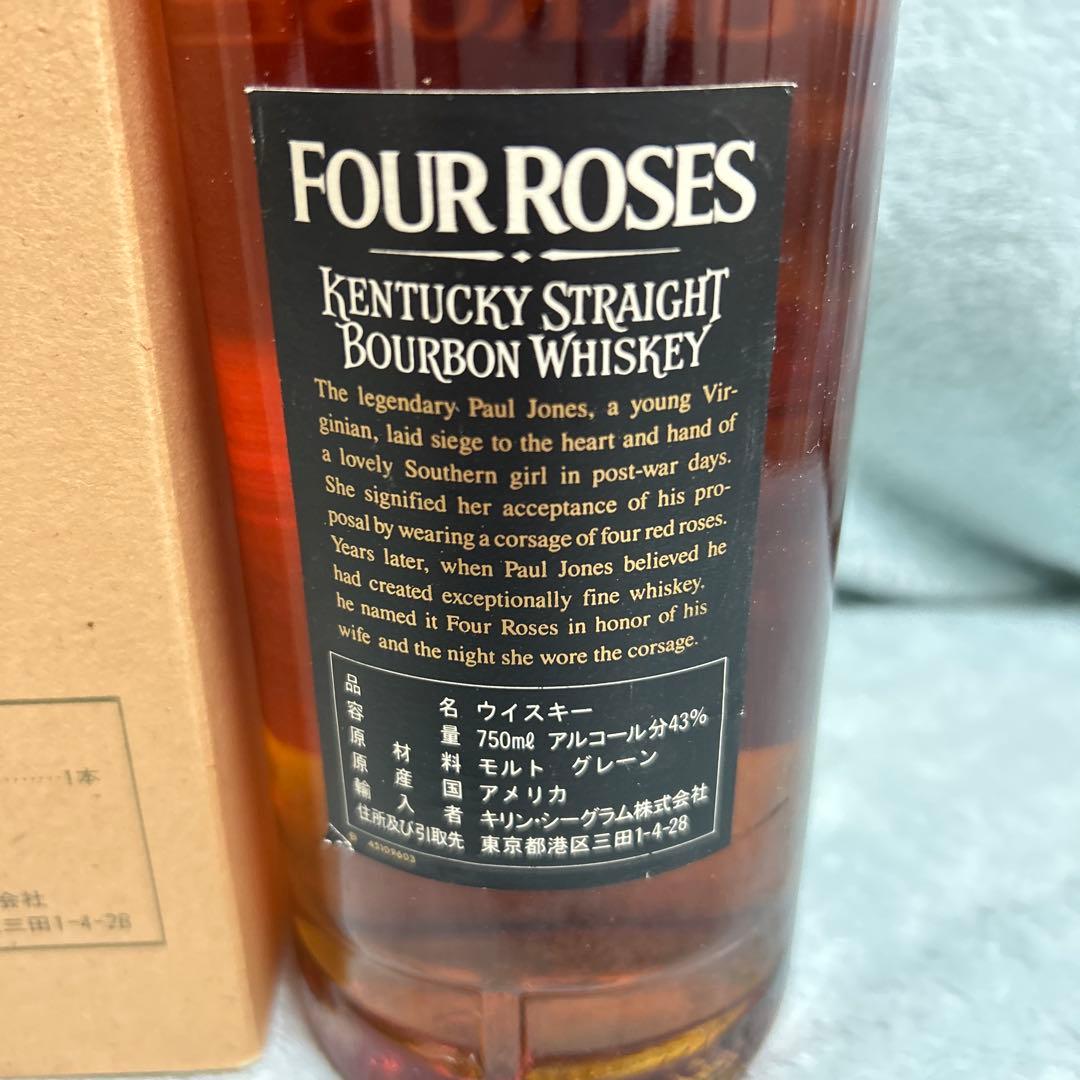 FOUR ROSES
KENTUCKY STRAIGHT
BOURBON WHISKEY
The legendary Paul Jones, a young Vir-
ginian, laid siege to the heart and hand of
a lovely Southern girl in post-war days.
She signified her acceptance of his pro-
posal by wearing a corsage of four red roses.
Years later, when Paul Jones believed he
had created exceptionally fine whiskey,
he named it Four Roses in honor of his
wife and the night she wore the corsage.
品名 ウイスキー
容量 750mℓ アルコール分43%
原材料 モルト グレーン
原産国 アメリカ
輸入者 キリン・シーグラム株式会社
住所及び引取先 東京都港区三田1-4-28
45109603
………1本
会社
三田1-4-28